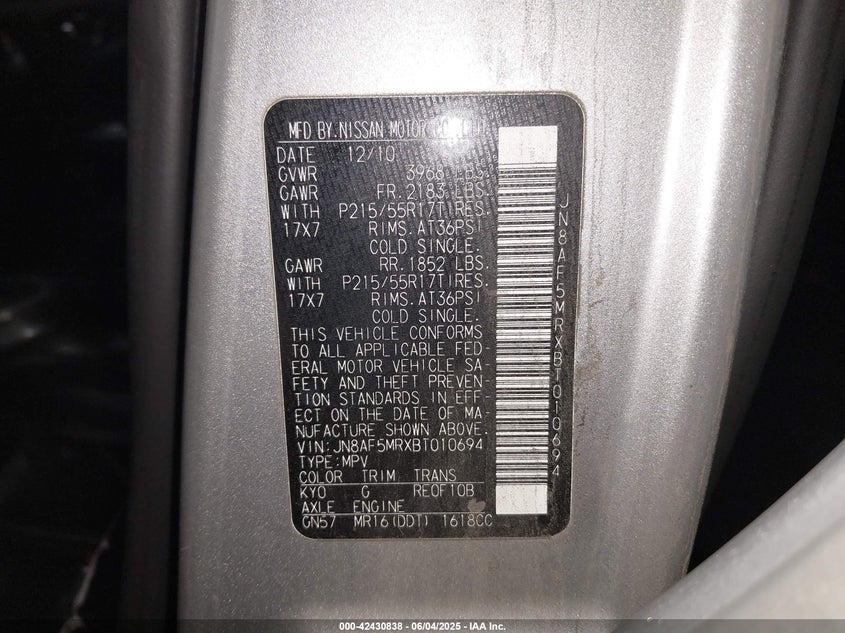 MFD BY.NISSAN MOTOR CO.,LTD.
DATE 12/10
GVWR 3968 LBS.
GAWR FR. 2183 LBS.
WITH P215/55R17TIRES.
17X7 RIMS.AT36PSI
COLD SINGLE.
GAWR RR. 1852 LBS.
WITH P215/55R17TIRES.
17X7 RIMS.AT36PSI
COLD SINGLE.
THIS VEHICLE CONFORMS
TO ALL APPLICABLE FED-
ERAL MOTOR VEHICLE SA-
FETY AND THEFT PREVEN-
TION STANDARDS IN EFF-
ECT ON THE DATE OF MA-
NUFACTURE SHOWN ABOVE.
VIN:JN8AF5MRXBT010694
TYPE:MPV
COLOR TRIM TRANS
KY0 G RE0F10B
AXLE ENGINE
GN57 MR16(DDT) 1618CC
JN8AF5MRXBT010694
000-42430838 - 06/04/2025 - IAA Inc.